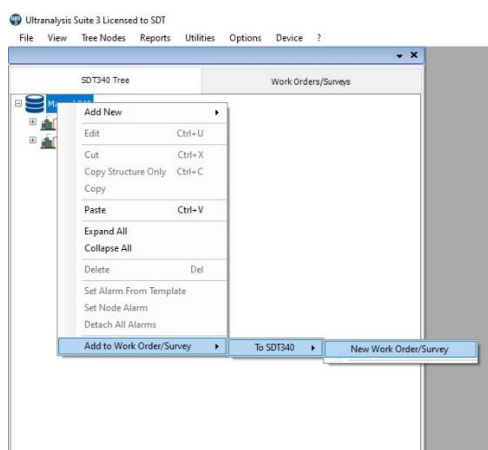 Ultranalysis Suite 3 Licensed to SDT
File View Tree Nodes Reports Utilities Options Device ?
SDT340 Tree Work Orders/Surveys
Add New
Edit Ctrl+U
Cut Ctrl+X
Copy Structure Only Ctrl+C
Copy
Paste Ctrl+V
Expand All
Collapse All
Delete Del
Set Alarm From Template
Set Node Alarm
Detach All Alarms
Add to Work Order/Survey To SDT340 New Work Order/Survey